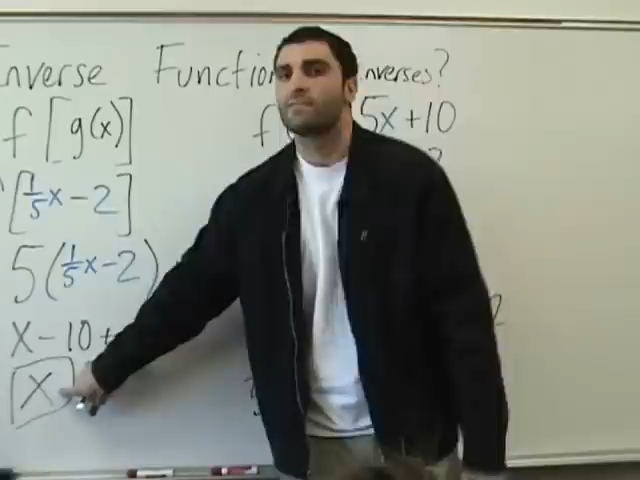 Inverse Function nverses?
f[g(x)] f 5x+10
[1/5x-2] ?
5(1/5x-2)
x-10+
x